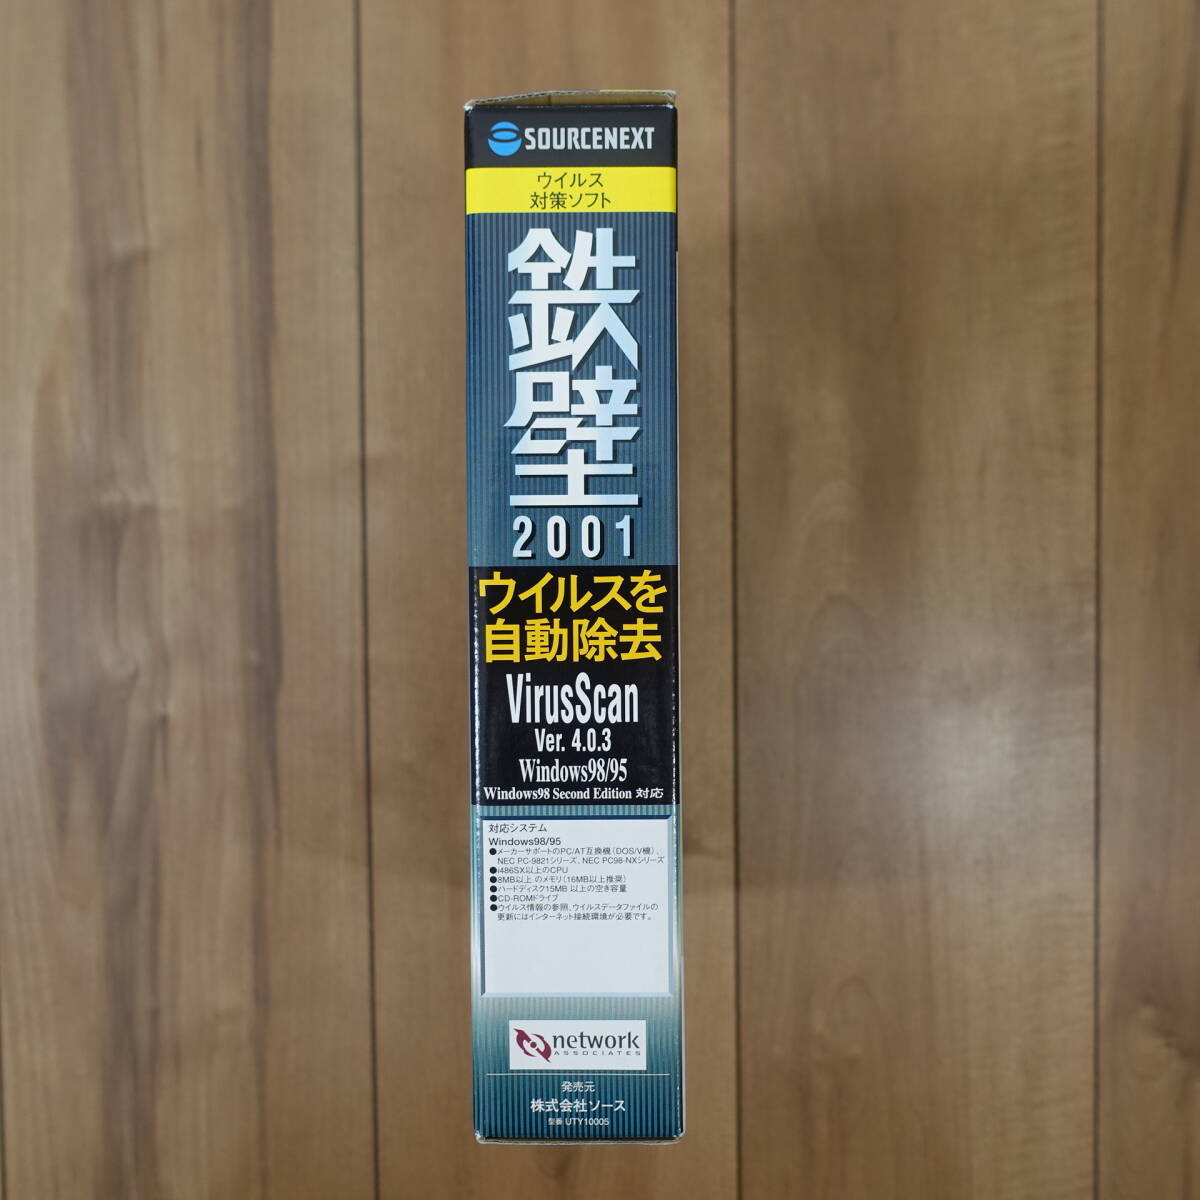 SOURCENEXT
ウイルス
対策ソフト
鉄壁
2001
ウイルスを
自動除去
VirusScan
Ver. 4.0.3
Windows98/95
Windows98 Second Edition 対応
対応システム
Windows98/95
●メーカーサポートのPC/AT互換機（DOS/V機）、
NEC PC-9821シリーズ、NEC PC98-NXシリーズ
●i486SX以上のCPU
●8MB以上 のメモリ（16MB以上推奨）
●ハードディスク15MB 以上の空き容量
●CD-ROMドライブ
●ウイルス情報の参照、ウイルスデータファイルの
更新にはインターネット接続環境が必要です。
network
ASSOCIATES
発売元
株式会社ソース
型番 UTY10005